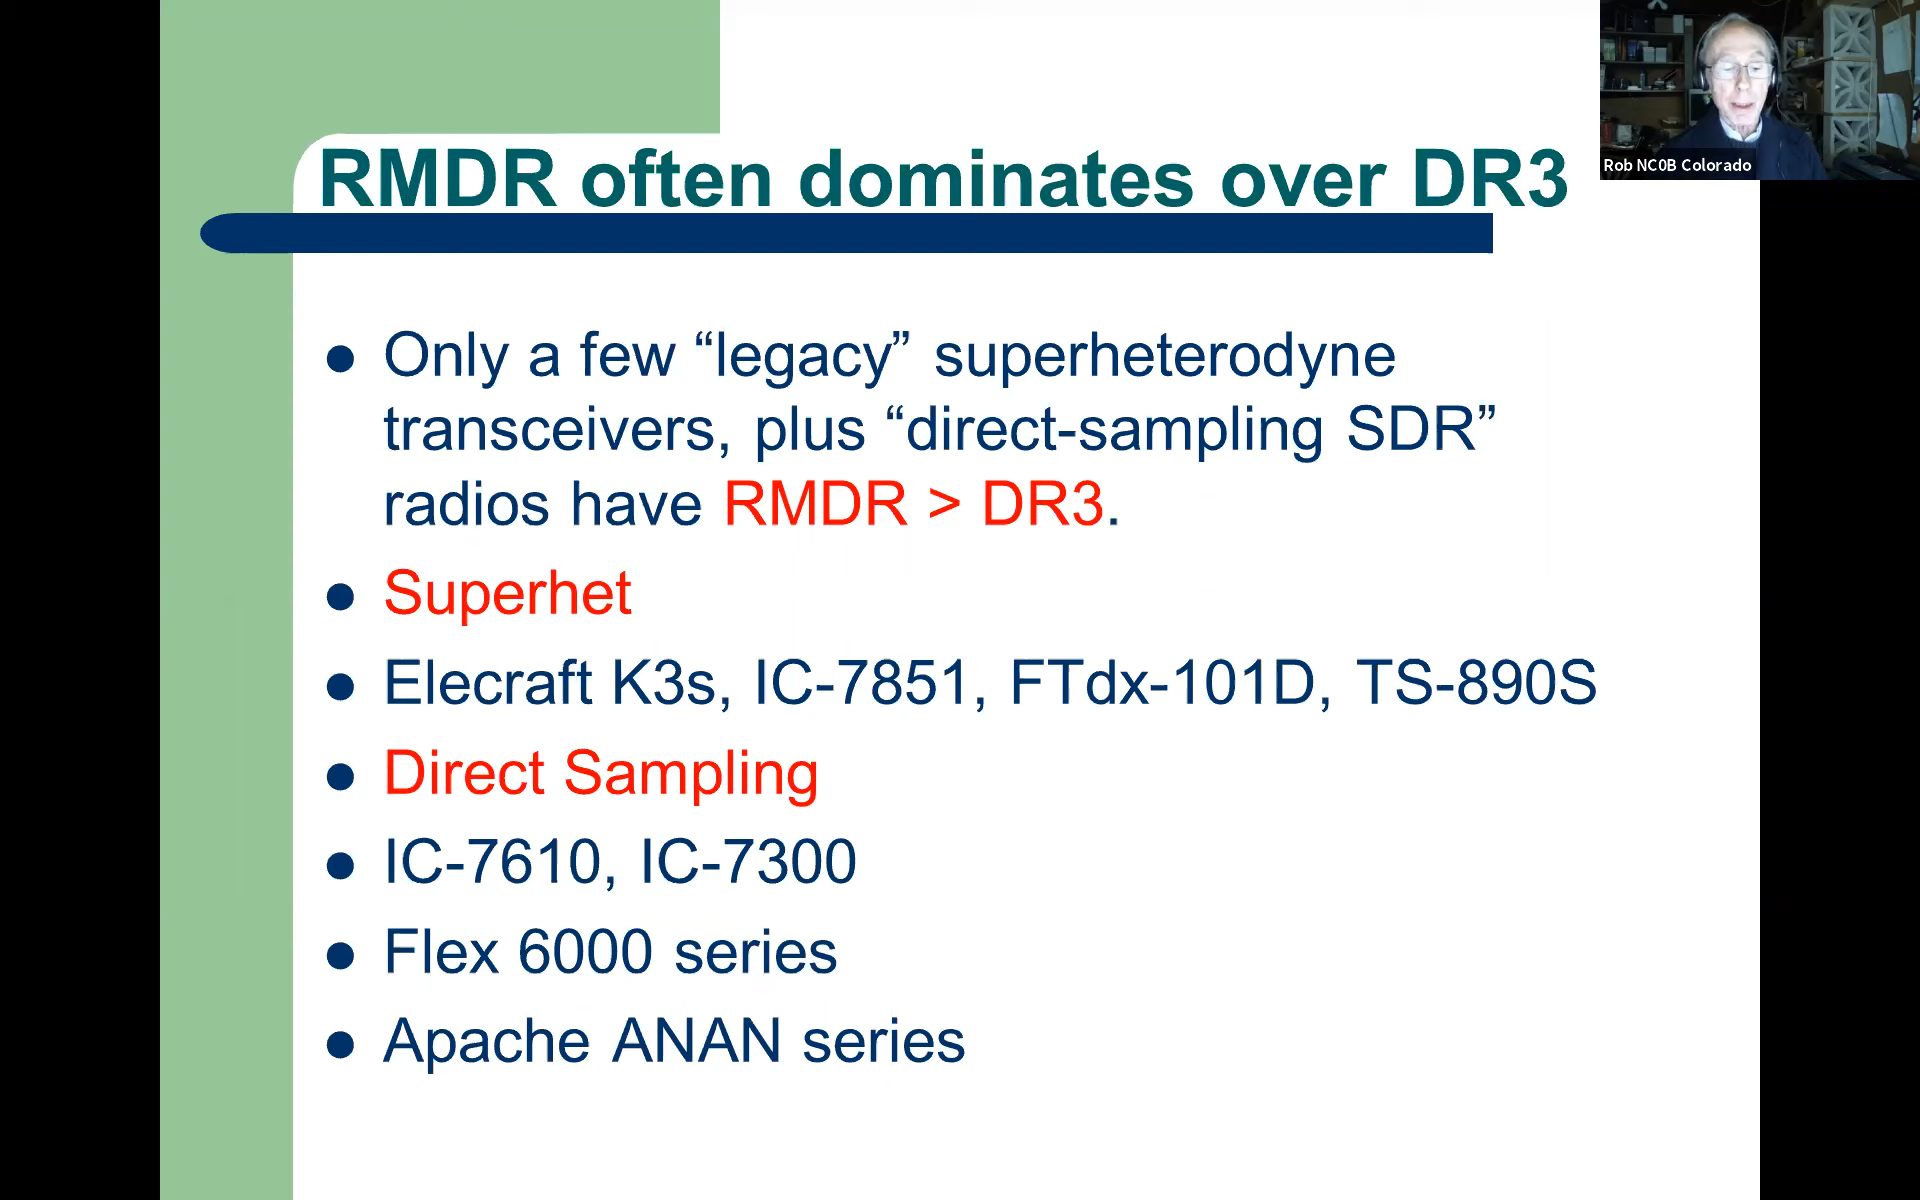 Rob NC0B Colorado
RMDR often dominates over DR3
● Only a few “legacy” superheterodyne
transceivers, plus “direct-sampling SDR”
radios have RMDR > DR3.
● Superhet
● Elecraft K3s, IC-7851, FTdx-101D, TS-890S
● Direct Sampling
● IC-7610, IC-7300
● Flex 6000 series
● Apache ANAN series